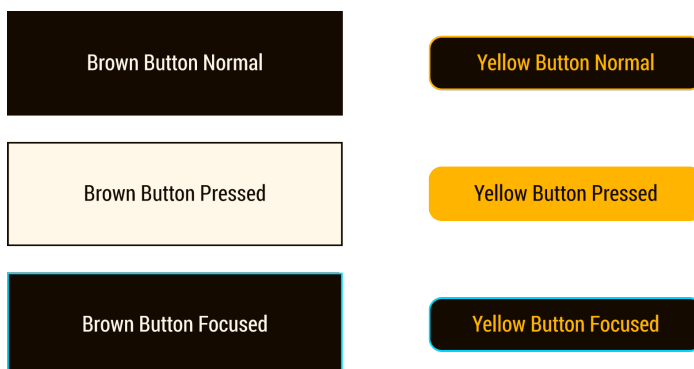 Brown Button Normal
Yellow Button Normal
Brown Button Pressed
Yellow Button Pressed
Brown Button Focused
Yellow Button Focused